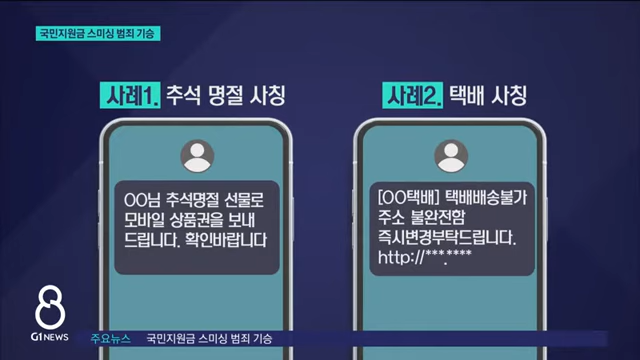 국민지원금 스미싱 범죄 기승
사례1. 추석 명절 사칭
OO님 추석명절 선물로
모바일 상품권을 보내
드립니다. 확인바랍니다
사례2. 택배 사칭
[OO택배] 택배배송불가
주소 불완전함
즉시변경부탁드립니다.
http://***.****
8
G1 NEWS
주요뉴스 국민지원금 스미싱 범죄 기승